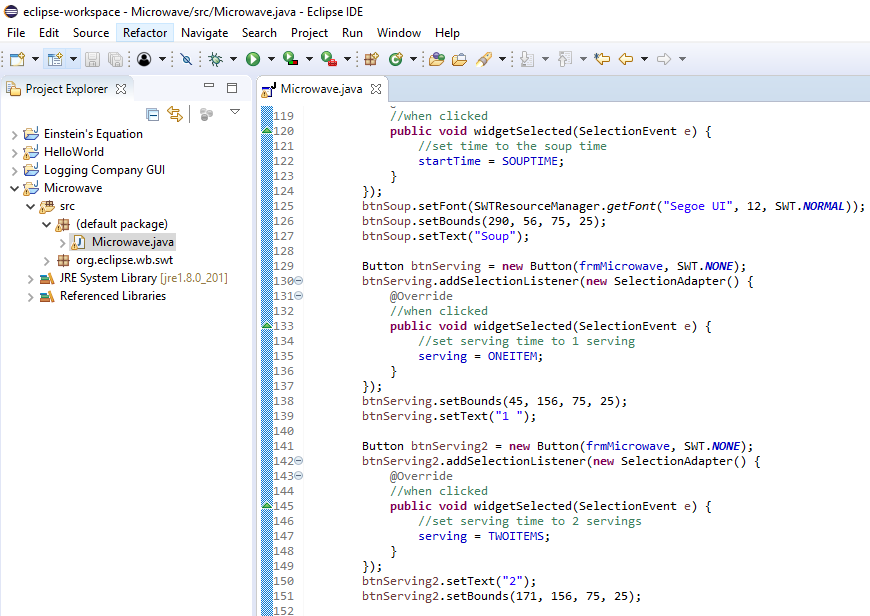 eclipse-workspace - Microwave/src/Microwave.java - Eclipse IDE
File Edit Source Refactor Navigate Search Project Run Window Help
Project Explorer
Einstein's Equation
HelloWorld
Logging Company GUI
Microwave
src
(default package)
Microwave.java
org.eclipse.wb.swt
JRE System Library [jre1.8.0_201]
Referenced Libraries
Microwave.java
119 //when clicked
120 public void widgetSelected(SelectionEvent e) {
121 //set time to the soup time
122 startTime = SOUPTIME;
123 }
124 });
125 btnSoup.setFont(SWTResourceManager.getFont("Segoe UI", 12, SWT.NORMAL));
126 btnSoup.setBounds(290, 56, 75, 25);
127 btnSoup.setText("Soup");
128
129 Button btnServing = new Button(frmMicrowave, SWT.NONE);
130 btnServing.addSelectionListener(new SelectionAdapter() {
131 @Override
132 //when clicked
133 public void widgetSelected(SelectionEvent e) {
134 //set serving time to 1 serving
135 serving = ONEITEM;
136 }
137 });
138 btnServing.setBounds(45, 156, 75, 25);
139 btnServing.setText("1 ");
140
141 Button btnServing2 = new Button(frmMicrowave, SWT.NONE);
142 btnServing2.addSelectionListener(new SelectionAdapter() {
143 @Override
144 //when clicked
145 public void widgetSelected(SelectionEvent e) {
146 //set serving time to 2 servings
147 serving = TWOITEMS;
148 }
149 });
150 btnServing2.setText("2");
151 btnServing2.setBounds(171, 156, 75, 25);
152